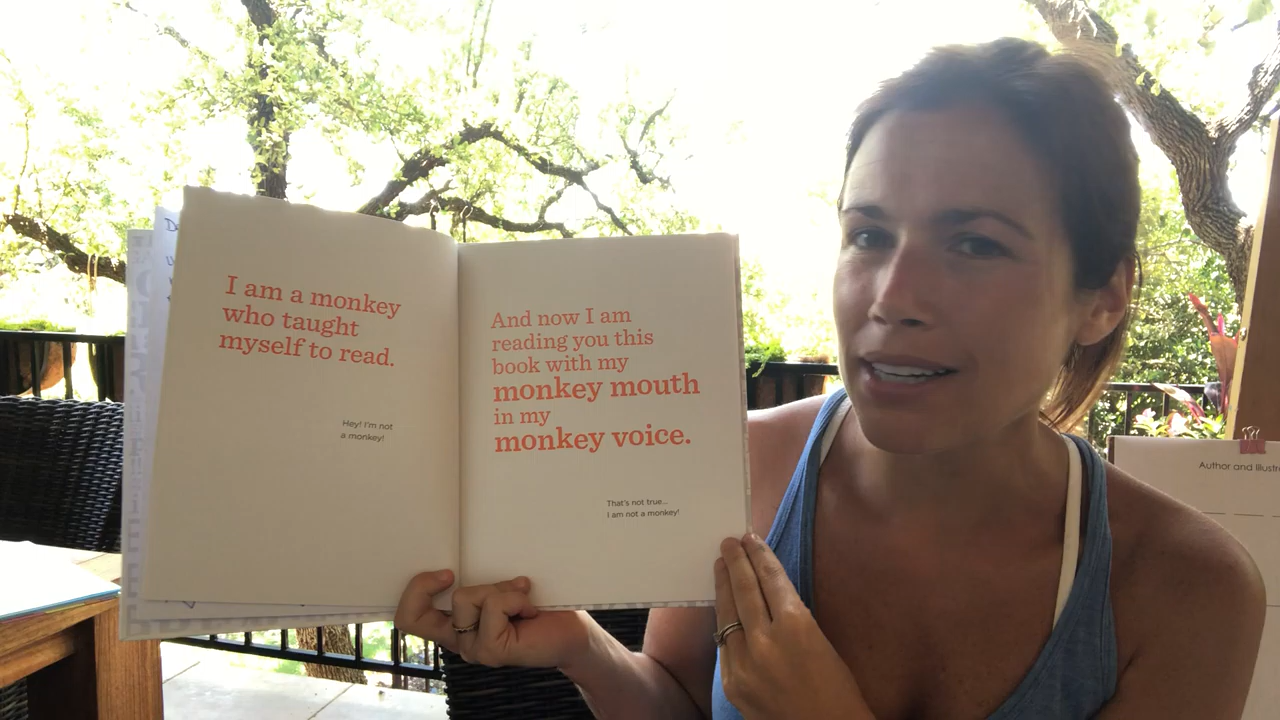 I am a monkey
who taught
myself to read.
Hey! I'm not
a monkey!
And now I am
reading you this
book with my
monkey mouth
in my
monkey voice.
That's not true...
I am not a monkey!
Author and